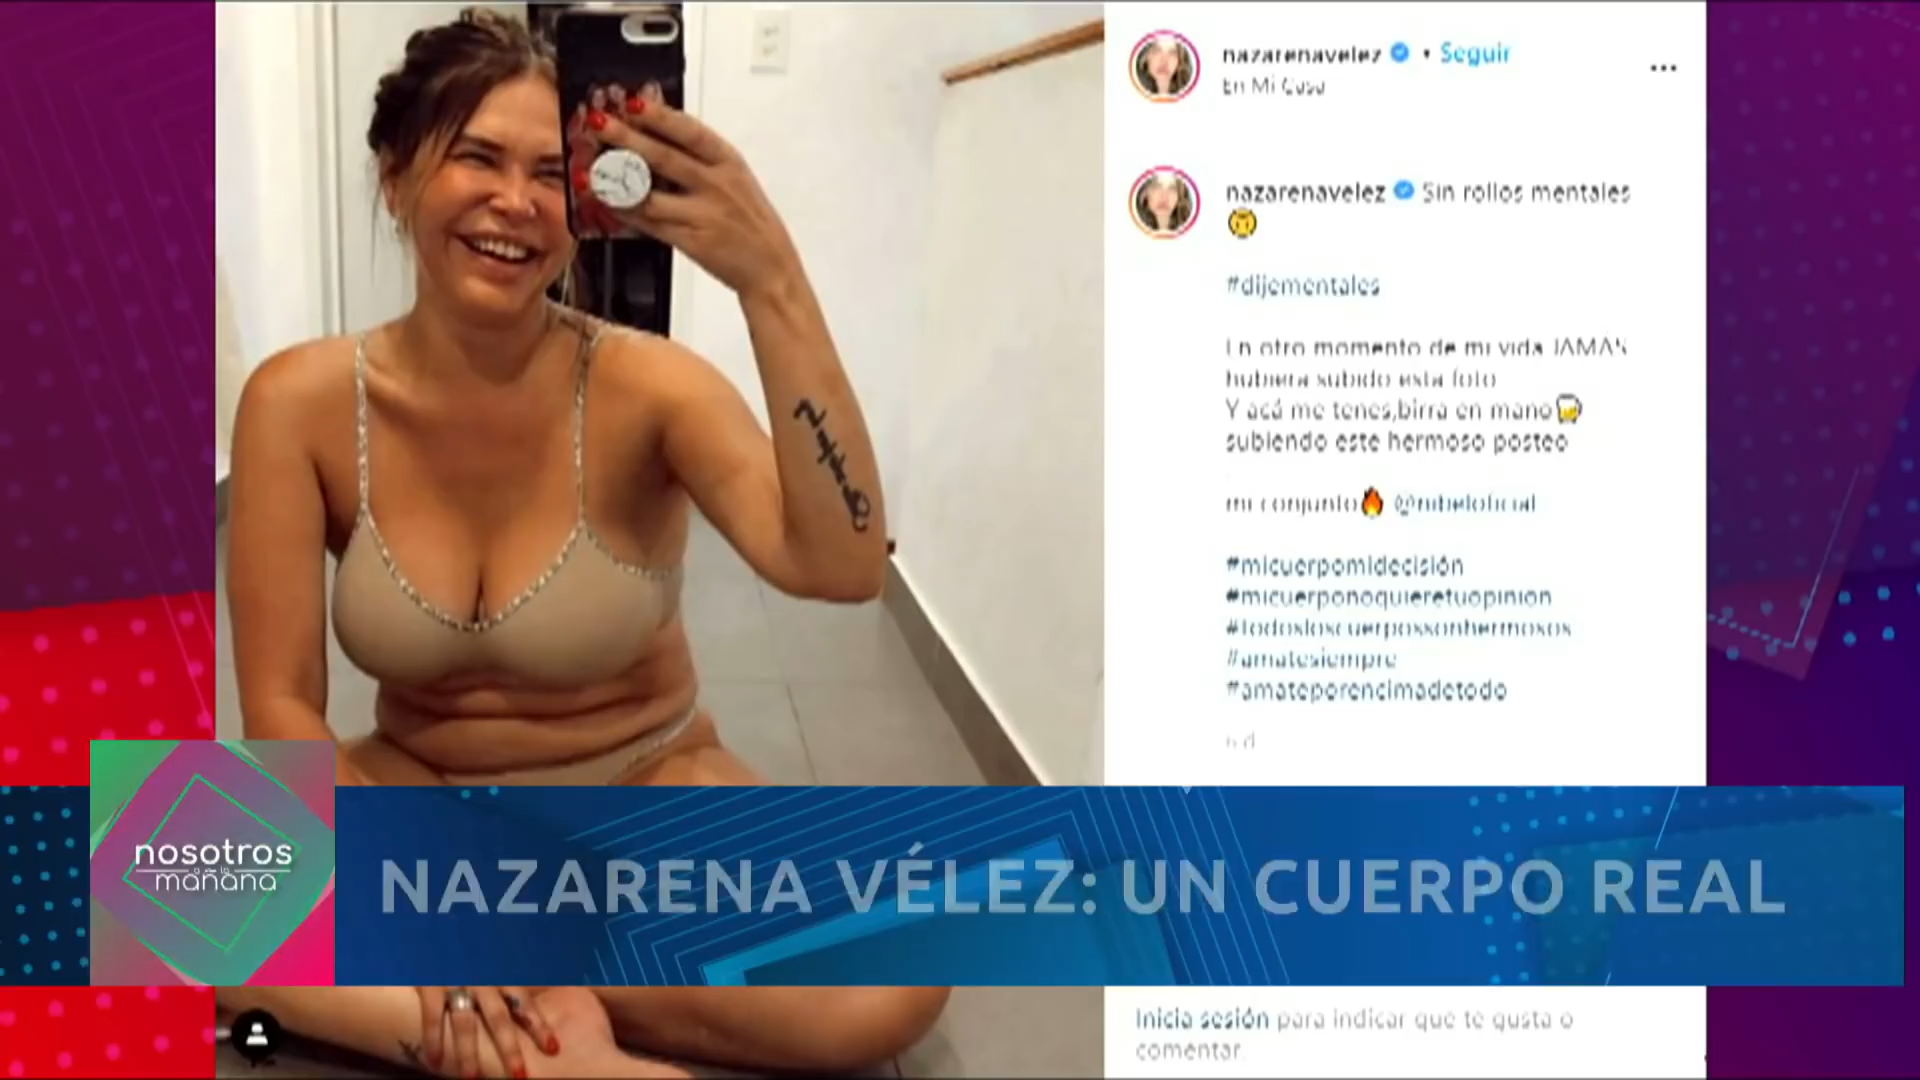 nazarenavelez • Seguir
En Mi Casa
nazarenavelez Sin rollos mentales
#dijementales
En otro momento de mi vida JAMÁS
hubiera subido esta foto
Y acá me tenes,birra en mano
subiendo este hermoso posteo
mi conjunto
#micuerpomidecisión
#micuerponoquieretuopinion
#todosloscuerpossonhermosos
#amatesiempre
#amateporencimadetodo
nosotros
a la
mañana
NAZARENA VÉLEZ: UN CUERPO REAL
Inicia sesión para indicar que te gusta o
comentar.